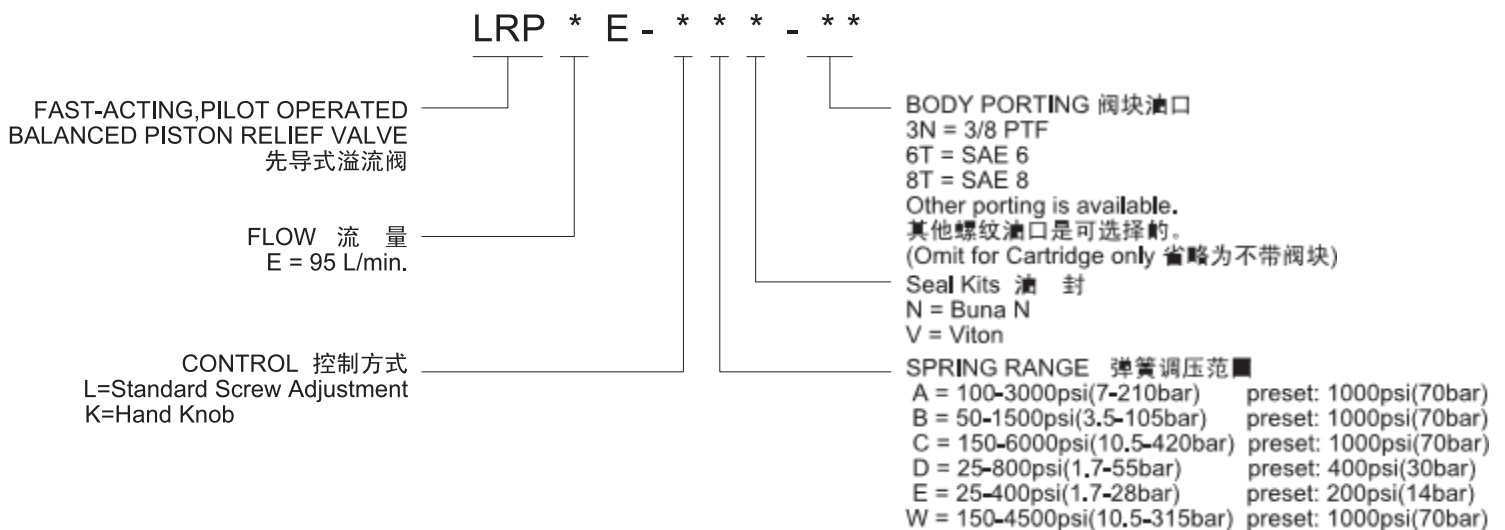 LRP * E - * * * - * *
FAST-ACTING,PILOT OPERATED
BALANCED PISTON RELIEF VALVE
先导式溢流阀
FLOW 流 量
E = 95 L/min.
CONTROL 控制方式
L=Standard Screw Adjustment
K=Hand Knob
BODY PORTING 阀块油口
3N = 3/8 PTF
6T = SAE 6
8T = SAE 8
Other porting is available.
其他螺纹油口是可选择的。
(Omit for Cartridge only 省略为不带阀块)
Seal Kits 油 封
N = Buna N
V = Viton
SPRING RANGE 弹簧调压范
A = 100-3000psi(7-210bar) preset: 1000psi(70bar)
B = 50-1500psi(3.5-105bar) preset: 1000psi(70bar)
C = 150-6000psi(10.5-420bar) preset: 1000psi(70bar)
D = 25-800psi(1.7-55bar) preset: 400psi(30bar)
E = 25-400psi(1.7-28bar) preset: 200psi(14bar)
W = 150-4500psi(10.5-315bar) preset: 1000psi(70bar)